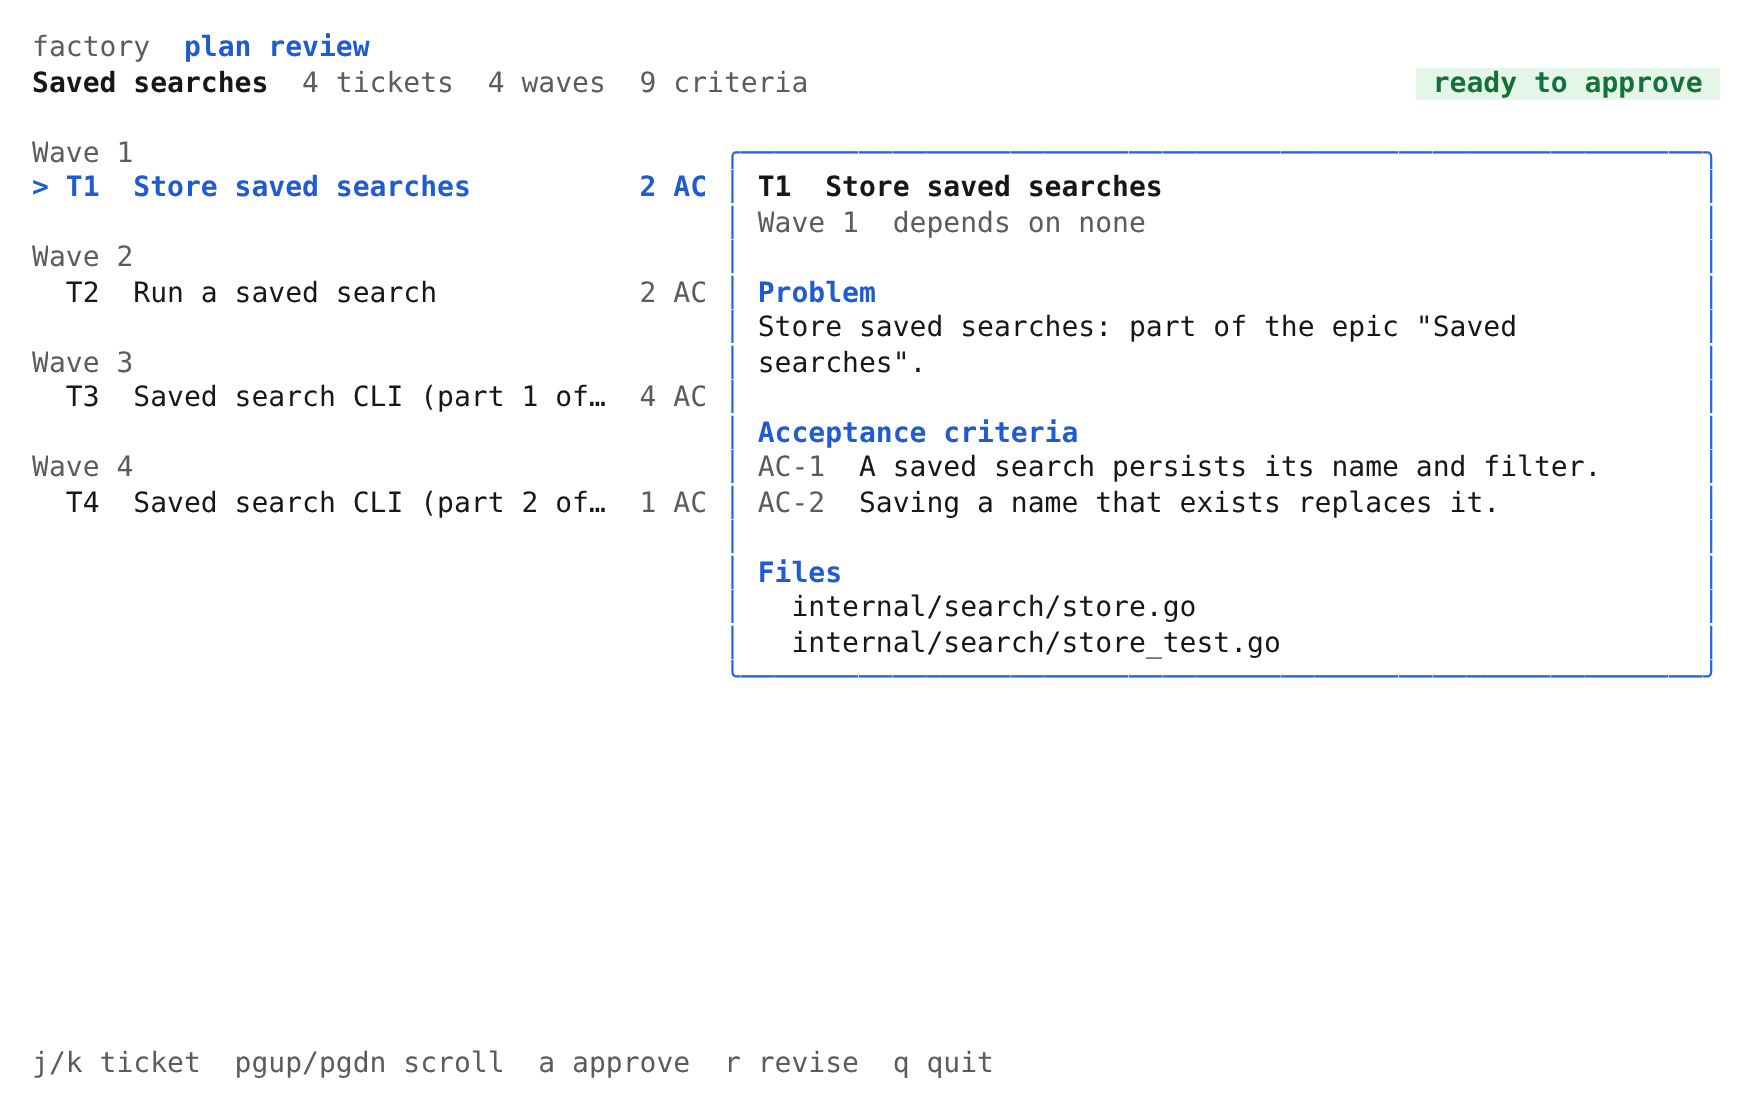 factory  plan review
Saved searches  4 tickets  4 waves  9 criteria  ready to approve
Wave 1
> T1  Store saved searches  2 AC
Wave 2
T2  Run a saved search  2 AC
Wave 3
T3  Saved search CLI (part 1 of…  4 AC
Wave 4
T4  Saved search CLI (part 2 of…  1 AC
T1  Store saved searches
Wave 1  depends on none
Problem
Store saved searches: part of the epic "Saved
searches".
Acceptance criteria
AC-1  A saved search persists its name and filter.
AC-2  Saving a name that exists replaces it.
Files
internal/search/store.go
internal/search/store_test.go
j/k ticket  pgup/pgdn scroll  a approve  r revise  q quit